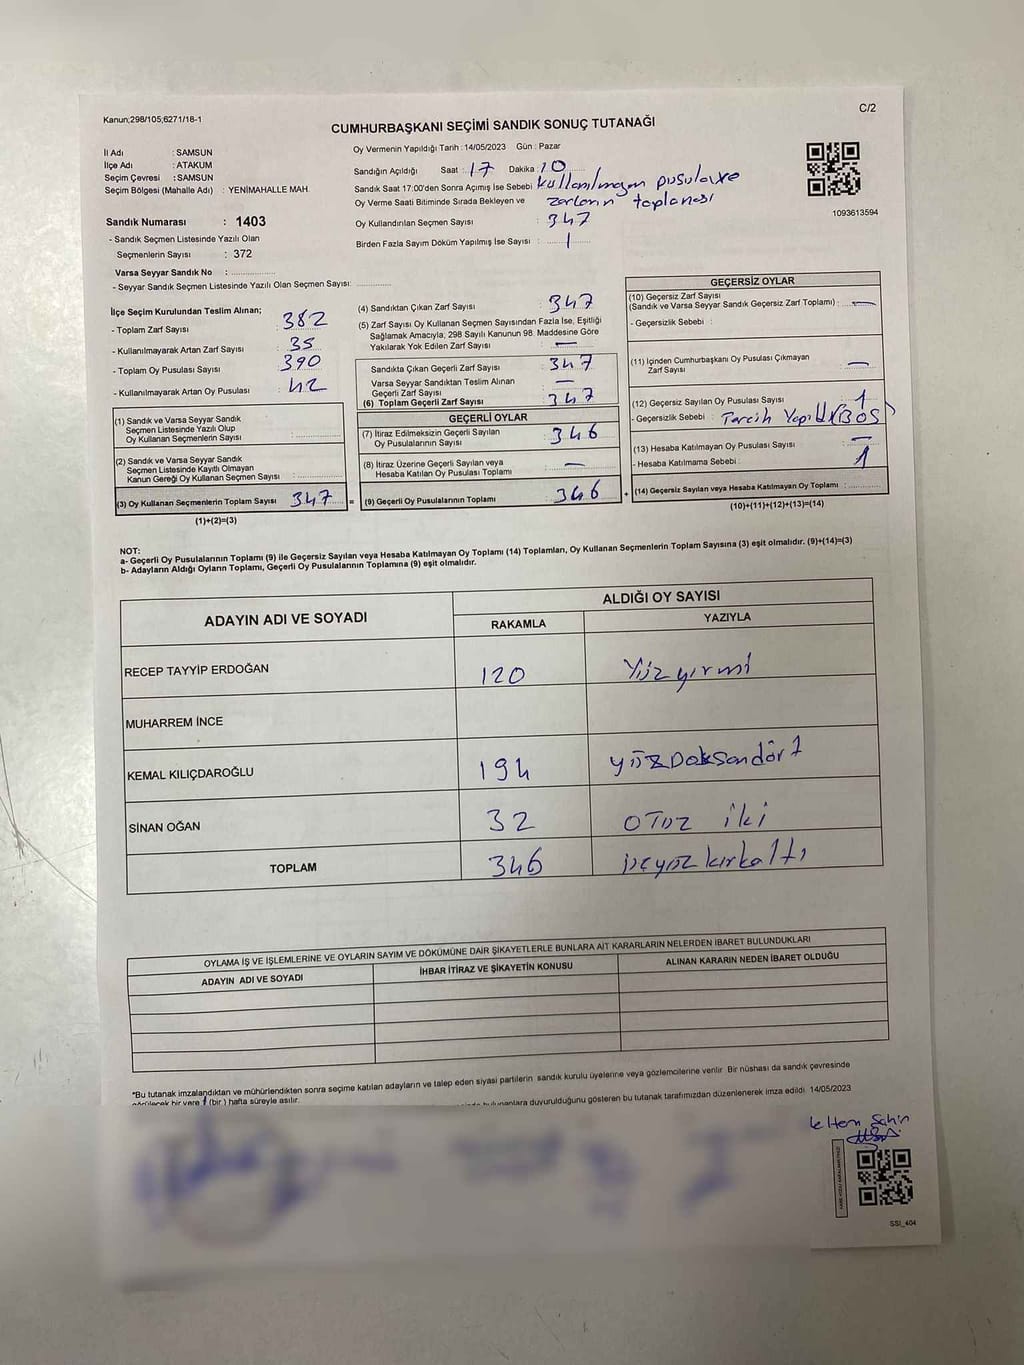 Kanun;298/105;6271/18-1
C/2
CUMHURBAŞKANI SEÇİMİ SANDIK SONUÇ TUTANAĞI
İl Adı : SAMSUN
İlçe Adı : ATAKUM
Seçim Çevresi : SAMSUN
Seçim Bölgesi (Mahalle Adı) : YENİMAHALLE MAH.
Sandık Numarası : 1403
- Sandık Seçmen Listesinde Yazılı Olan
Seçmenlerin Sayısı : 372
Varsa Seyyar Sandık No : ....................
- Seyyar Sandık Seçmen Listesinde Yazılı Olan Seçmen Sayısı: ..............
Oy Vermenin Yapıldığı Tarih : 14/05/2023 Gün : Pazar
Sandığın Açıldığı Saat : 17 Dakika : 10
Sandık Saat 17:00'den Sonra Açımış İse Sebebi kullanılmayan pusula ve
Oy Verme Saati Bitiminde Sırada Bekleyen ve zarların toplanası
Oy Kullandırılan Seçmen Sayısı : 347
Birden Fazla Sayım Döküm Yapılmış İse Sayısı : 1
1093613594
İlçe Seçim Kurulundan Teslim Alınan;
- Toplam Zarf Sayısı : 382
- Kullanılmayarak Artan Zarf Sayısı : 35
- Toplam Oy Pusulası Sayısı : 390
- Kullanılmayarak Artan Oy Pusulası : 42
(1) Sandık ve Varsa Seyyar Sandık
Seçmen Listesinde Yazılı Olup
Oy Kullanan Seçmenlerin Sayısı : ..............
(2) Sandık ve Varsa Seyyar Sandık
Seçmen Listesinde Kayıtlı Olmayan
Kanun Gereği Oy Kullanan Seçmen Sayısı : ..............
(3) Oy Kullanan Seçmenlerin Toplam Sayısı 347 =
(1)+(2)=(3)
(4) Sandıktan Çıkan Zarf Sayısı : 347
(5) Zarf Sayısı Oy Kullanan Seçmen Sayısından Fazla İse, Eşitliği
Sağlamak Amacıyla, 298 Sayılı Kanunun 98. Maddesine Göre
Yakılarak Yok Edilen Zarf Sayısı : —
Sandıkta Çıkan Geçerli Zarf Sayısı : 347
Varsa Seyyar Sandıktan Teslim Alınan
Geçerli Zarf Sayısı : —
(6) Toplam Geçerli Zarf Sayısı : 347
GEÇERLİ OYLAR
(7) İtiraz Edilmeksizin Geçerli Sayılan
Oy Pusulalarının Sayısı : 346
(8) İtiraz Üzerine Geçerli Sayılan veya
Hesaba Katılan Oy Pusulası Toplamı : —
(9) Geçerli Oy Pusulalarının Toplamı : 346 +
GEÇERSİZ OYLAR
(10) Geçersiz Zarf Sayısı
(Sandık ve Varsa Seyyar Sandık Geçersiz Zarf Toplamı) : —
- Geçersizlik Sebebi :
(11) İçinden Cumhurbaşkanı Oy Pusulası Çıkmayan
Zarf Sayısı : —
(12) Geçersiz Sayılan Oy Pusulası Sayısı : 1
- Geçersizlik Sebebi : Tercih (BOŞ)
(13) Hesaba Katılmayan Oy Pusulası Sayısı : —
- Hesaba Katılmama Sebebi : 1
(14) Geçersiz Sayılan veya Hesaba Katılmayan Oy Toplamı : ..........
(10)+(11)+(12)+(13)=(14)
NOT:
a- Geçerli Oy Pusulalarının Toplamı (9) ile Geçersiz Sayılan veya Hesaba Katılmayan Oy Toplamı (14) Toplamları, Oy Kullanan Seçmenlerin Toplam Sayısına (3) eşit olmalıdır. (9)+(14)=(3)
b- Adayların Aldığı Oyların Toplamı, Geçerli Oy Pusulalarının Toplamına (9) eşit olmalıdır.
ADAYIN ADI VE SOYADI
ALDIĞI OY SAYISI
RAKAMLA YAZIYLA
RECEP TAYYİP ERDOĞAN 120 Yüz yirmi
MUHARREM İNCE
KEMAL KILIÇDAROĞLU 194 yüzDoksandört
SİNAN OĞAN 32 OTuz iki
TOPLAM 346 üçyüzkırkaltı
OYLAMA İŞ VE İŞLEMLERİNE VE OYLARIN SAYIM VE DÖKÜMÜNE DAİR ŞİKAYETLERLE BUNLARA AİT KARARLARIN NELERDEN İBARET BULUNDUKLARI
ADAYIN ADI VE SOYADI İHBAR İTİRAZ VE ŞİKAYETİN KONUSU ALINAN KARARIN NEDEN İBARET OLDUĞU
*Bu tutanak imzalandıktan ve mühürlendikten sonra seçime katılan adayların ve talep eden siyasi partilerin sandık kurulu üyelerine veya gözlemcilerine verilir. Bir nüshası da sandık çevresinde
görülecek bir yere 1 (bir) hafta süreyle asılır. bulunanlara duyurulduğunu gösteren bu tutanak tarafımızdan düzenlenerek imza edildi. 14/05/2023
Şahin
SSI_404